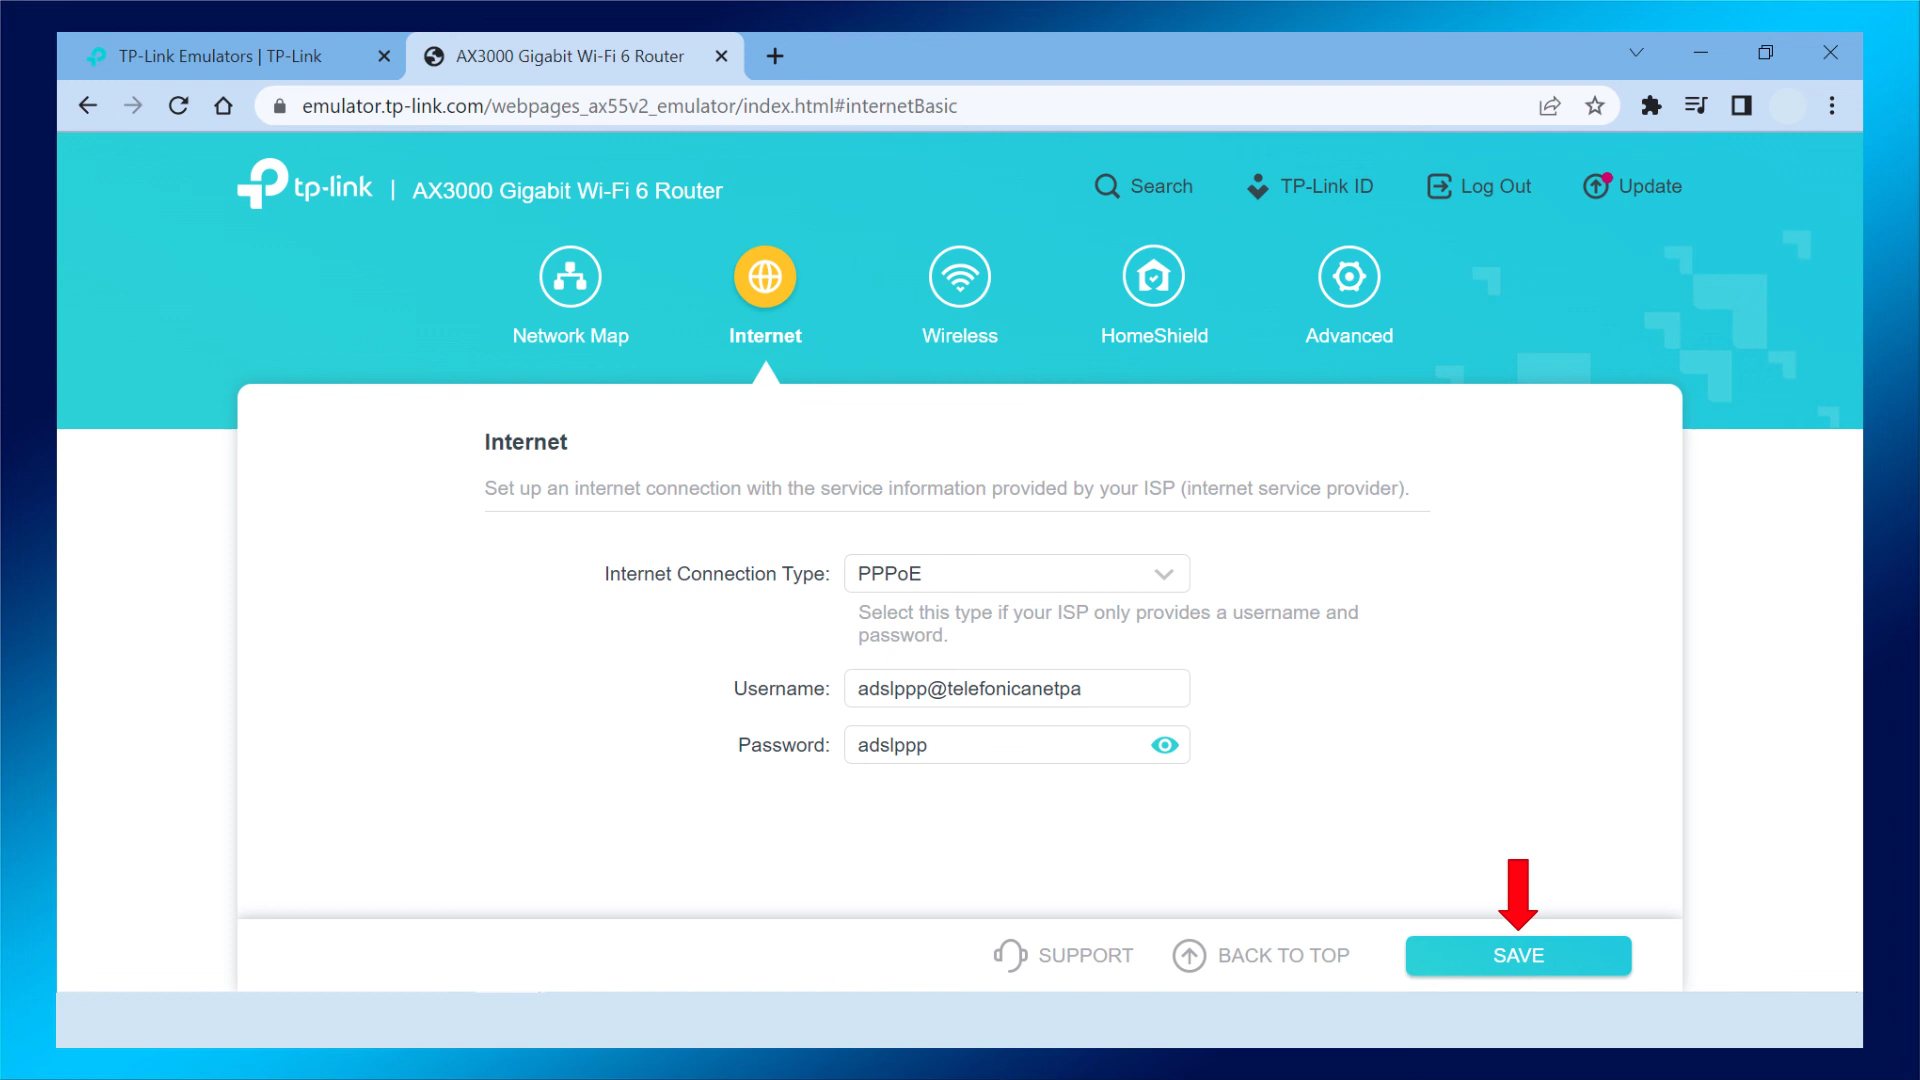 TP-Link Emulators | TP-Link
AX3000 Gigabit Wi-Fi 6 Router
emulator.tp-link.com/webpages_ax55v2_emulator/index.html#internetBasic
tp-link | AX3000 Gigabit Wi-Fi 6 Router
Search
TP-Link ID
Log Out
Update
Network Map
Internet
Wireless
HomeShield
Advanced
Internet
Set up an internet connection with the service information provided by your ISP (internet service provider).
Internet Connection Type: PPPoE
Select this type if your ISP only provides a username and
password.
Username: adslppp@telefonicanetpa
Password: adslppp
SUPPORT
BACK TO TOP
SAVE